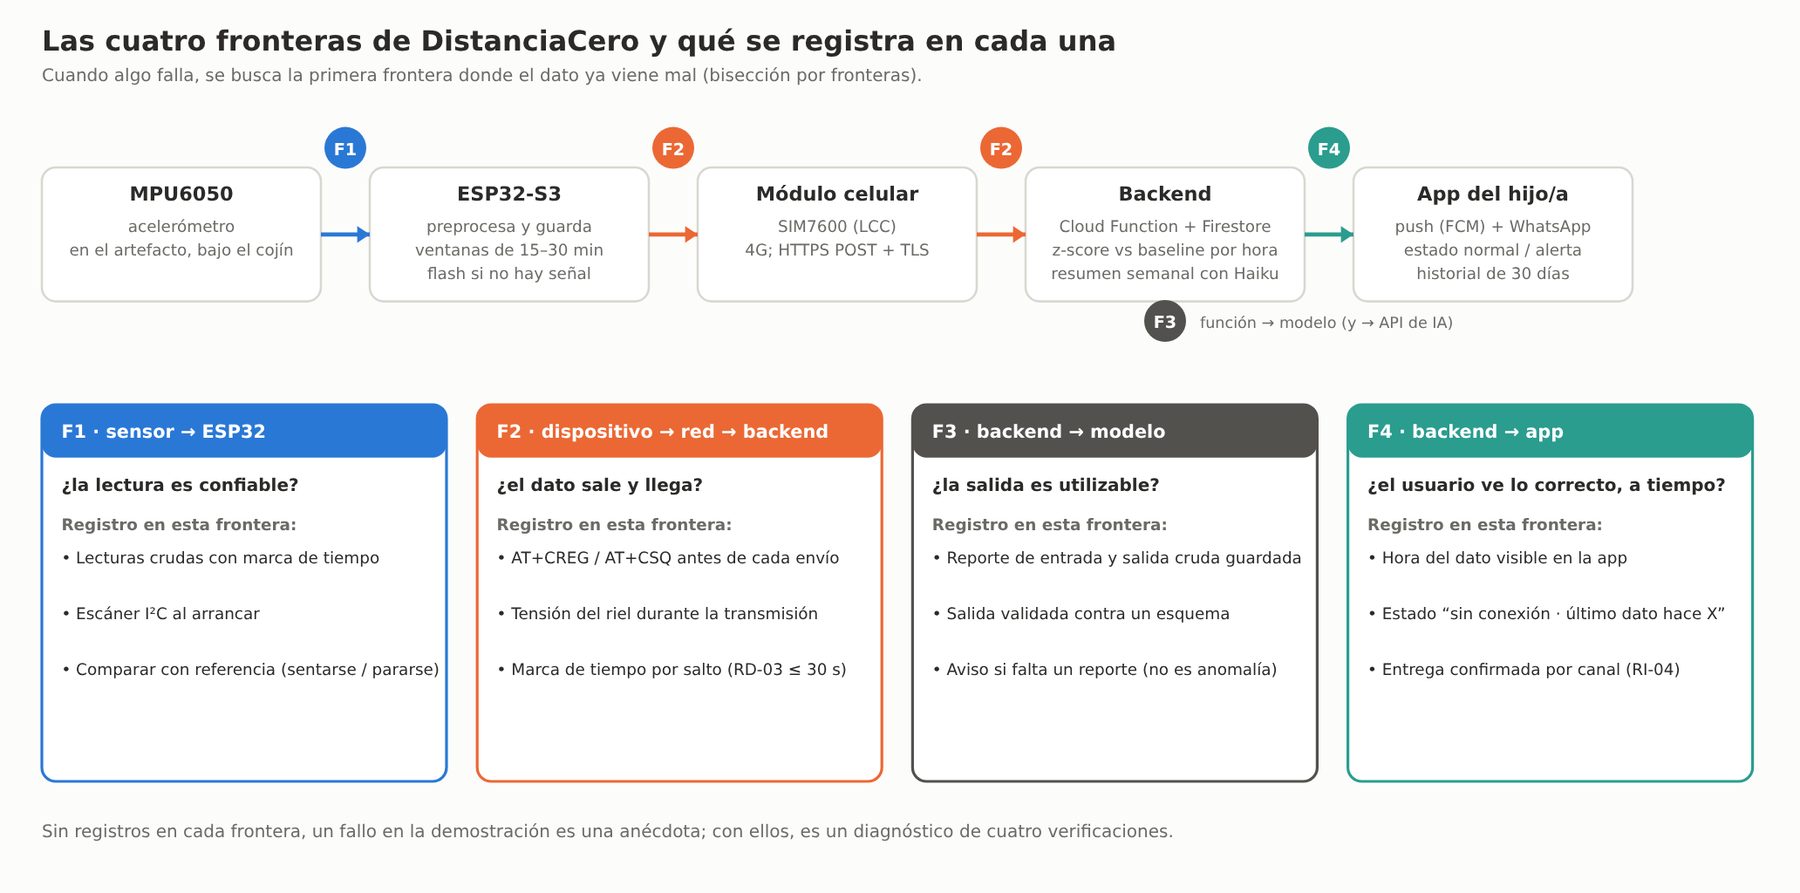 Las cuatro fronteras de DistanciaCero y qué se registra en cada una
Cuando algo falla, se busca la primera frontera donde el dato ya viene mal (bisección por fronteras).
F1
F2
F2
F4
MPU6050
acelerómetro
en el artefacto, bajo el cojín
ESP32-S3
preprocesa y guarda
ventanas de 15–30 min
flash si no hay señal
Módulo celular
SIM7600 (LCC)
4G; HTTPS POST + TLS
Backend
Cloud Function + Firestore
z-score vs baseline por hora
resumen semanal con Haiku
App del hijo/a
push (FCM) + WhatsApp
estado normal / alerta
historial de 30 días
F3
función → modelo (y → API de IA)
F1 · sensor → ESP32
¿la lectura es confiable?
Registro en esta frontera:
• Lecturas crudas con marca de tiempo
• Escáner I²C al arrancar
• Comparar con referencia (sentarse / pararse)
F2 · dispositivo → red → backend
¿el dato sale y llega?
Registro en esta frontera:
• AT+CREG / AT+CSQ antes de cada envío
• Tensión del riel durante la transmisión
• Marca de tiempo por salto (RD-03 ≤ 30 s)
F3 · backend → modelo
¿la salida es utilizable?
Registro en esta frontera:
• Reporte de entrada y salida cruda guardada
• Salida validada contra un esquema
• Aviso si falta un reporte (no es anomalía)
F4 · backend → app
¿el usuario ve lo correcto, a tiempo?
Registro en esta frontera:
• Hora del dato visible en la app
• Estado “sin conexión · último dato hace X”
• Entrega confirmada por canal (RI-04)
Sin registros en cada frontera, un fallo en la demostración es una anécdota; con ellos, es un diagnóstico de cuatro verificaciones.